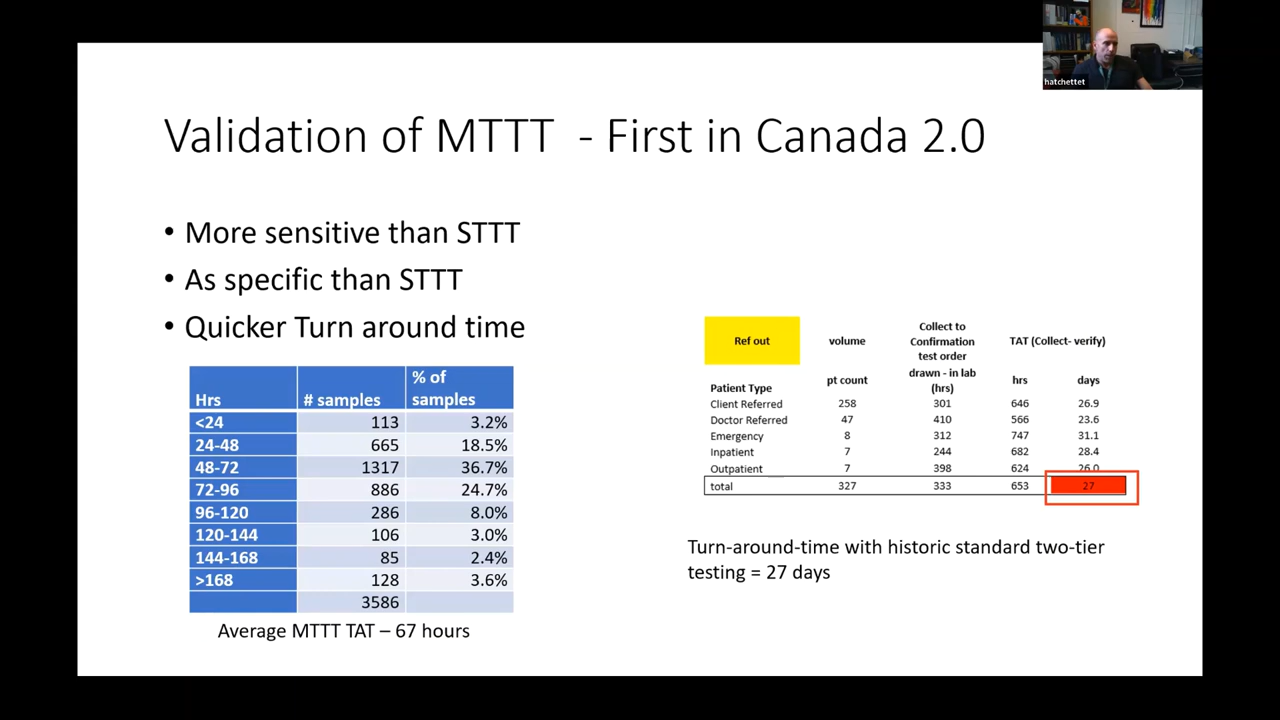 hatchettet
Validation of MTTT - First in Canada 2.0
• More sensitive than STTT
• As specific than STTT
• Quicker Turn around time
Hrs # samples % of samples
<24 113 3.2%
24-48 665 18.5%
48-72 1317 36.7%
72-96 886 24.7%
96-120 286 8.0%
120-144 106 3.0%
144-168 85 2.4%
>168 128 3.6%
3586
Average MTTT TAT – 67 hours
Ref out volume Collect to Confirmation test order TAT (Collect- verify)
Patient Type pt count drawn - in lab (hrs) hrs days
Client Referred 258 301 646 26.9
Doctor Referred 47 410 566 23.6
Emergency 8 312 747 31.1
Inpatient 7 244 682 28.4
Outpatient 7 398 624 26.0
total 327 333 653 27
Turn-around-time with historic standard two-tier
testing = 27 days